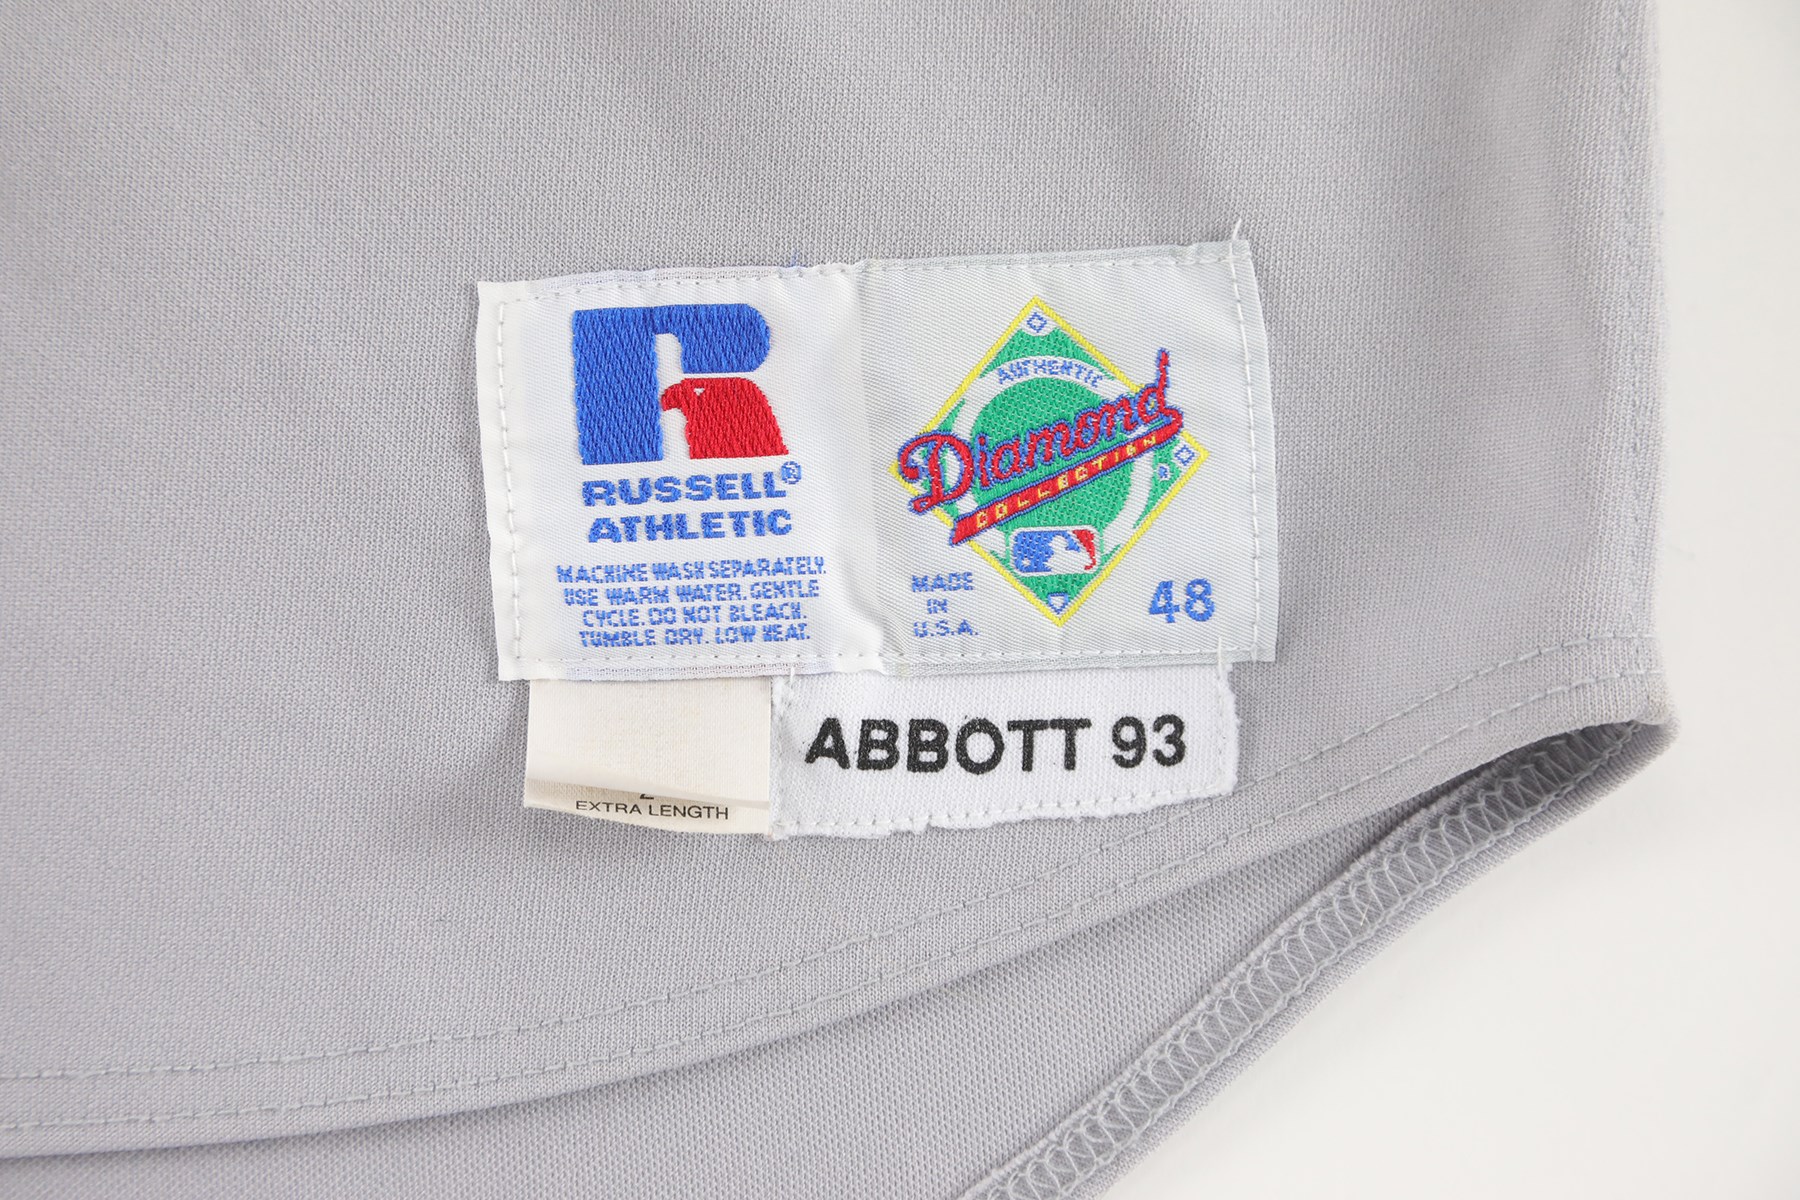 RUSSELL®
ATHLETIC
MACHINE WASH SEPARATELY.
USE WARM WATER. GENTLE
CYCLE. DO NOT BLEACH.
TUMBLE DRY. LOW HEAT.
AUTHENTIC
Diamond
COLLECTION
MADE
IN
U.S.A.
48
EXTRA LENGTH
ABBOTT 93